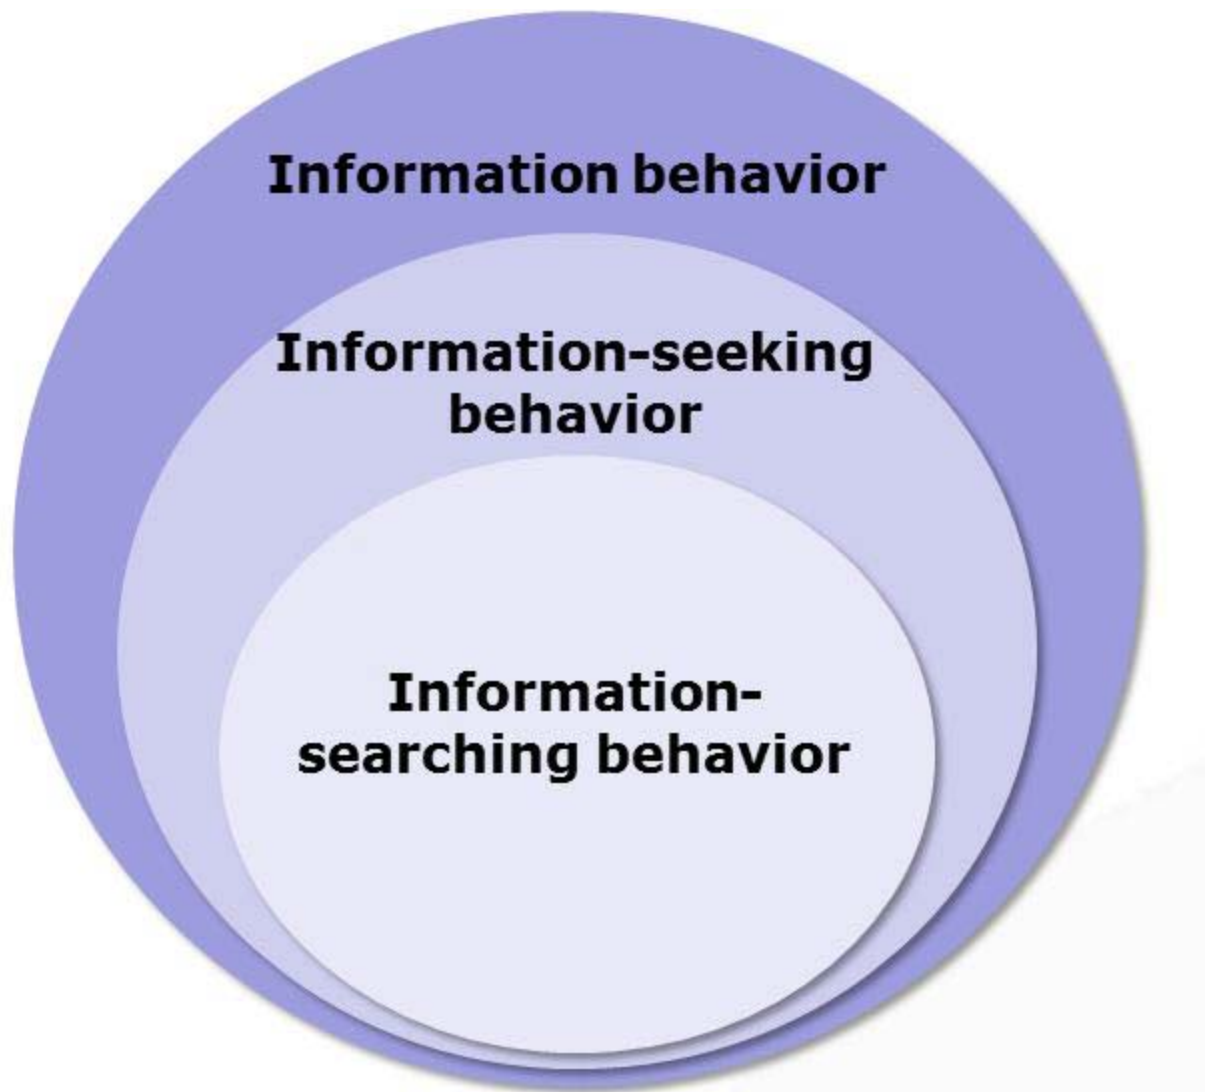 Information behavior
Information-seeking
behavior
Information-
searching behavior